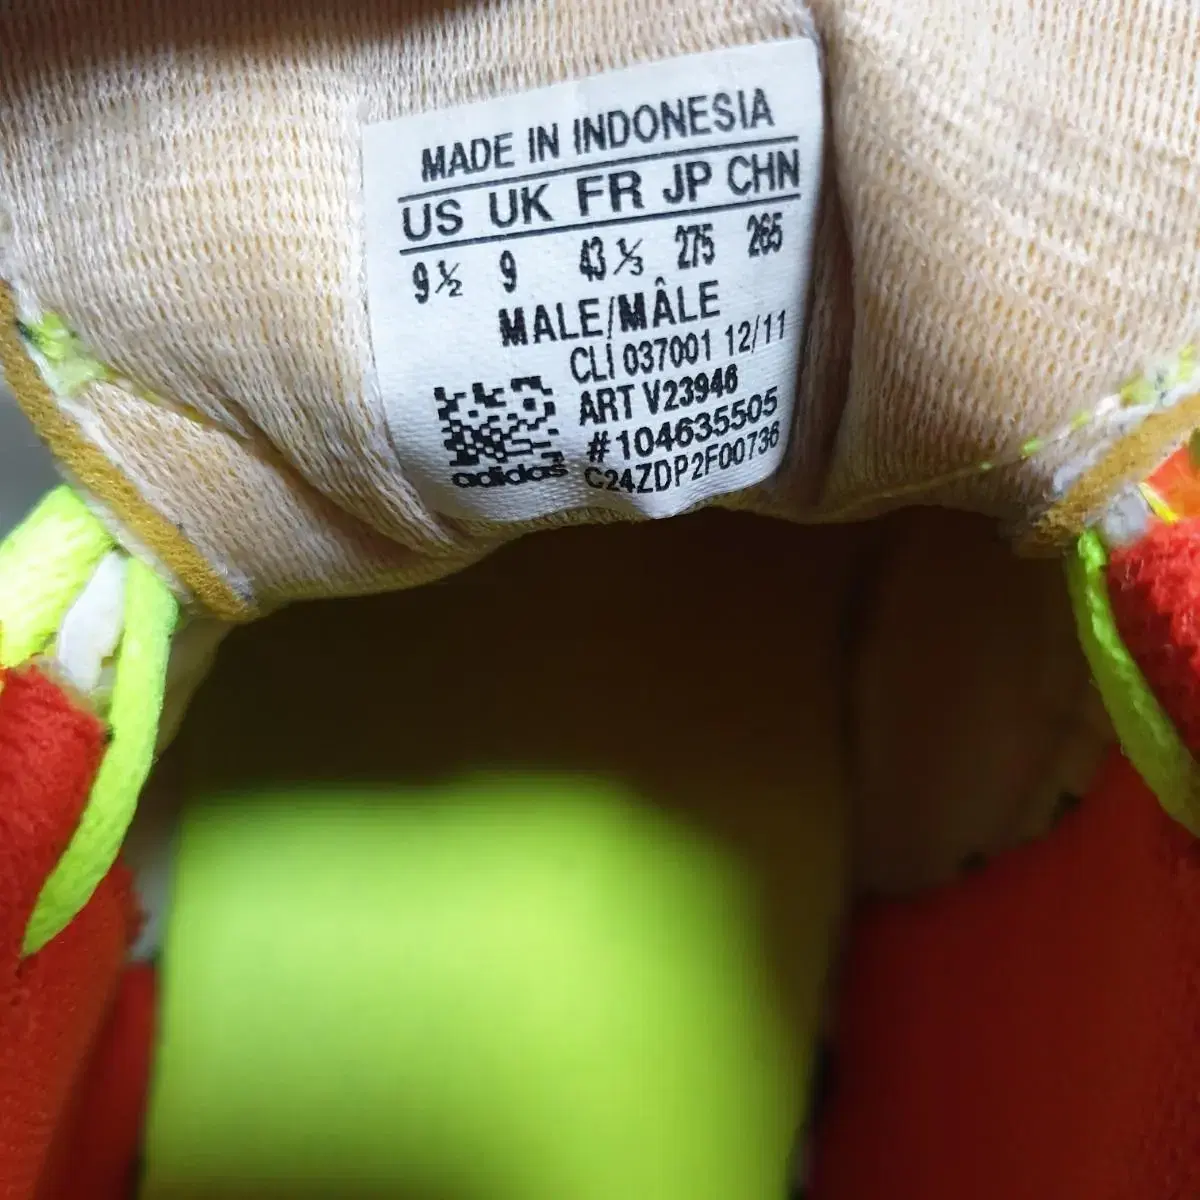 MADE IN INDONESIA
US UK FR JP CHN
9½ 9 43⅓ 275 265
MALE/MÂLE
CLI 037001 12/11
ART V23946
#104635505
adidas C24ZDP2F00736